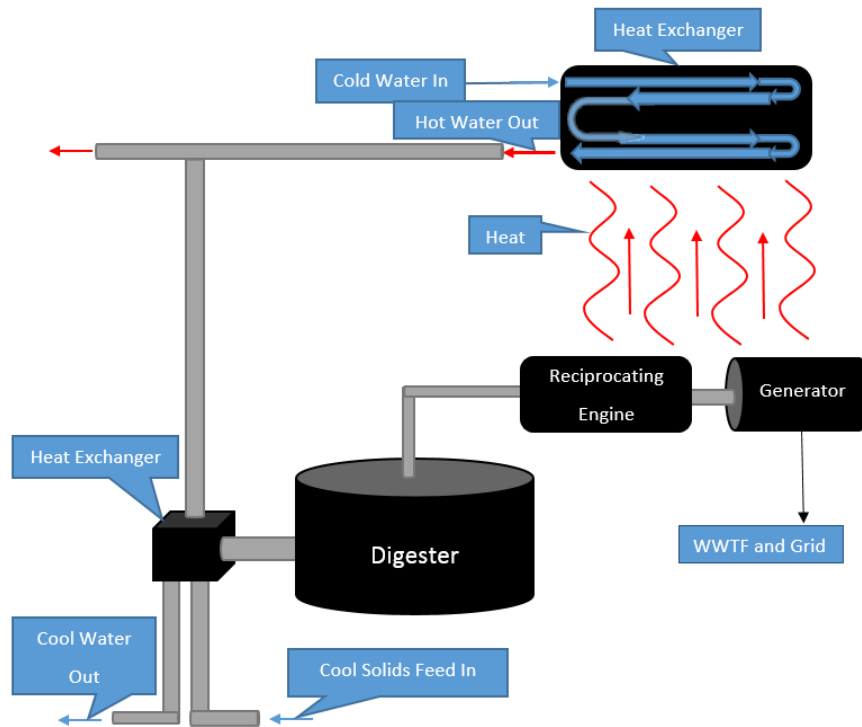 Heat Exchanger
Cold Water In
Hot Water Out
Heat
Reciprocating
Engine
Generator
Heat Exchanger
Digester
WWTF and Grid
Cool Water
Out
Cool Solids Feed In